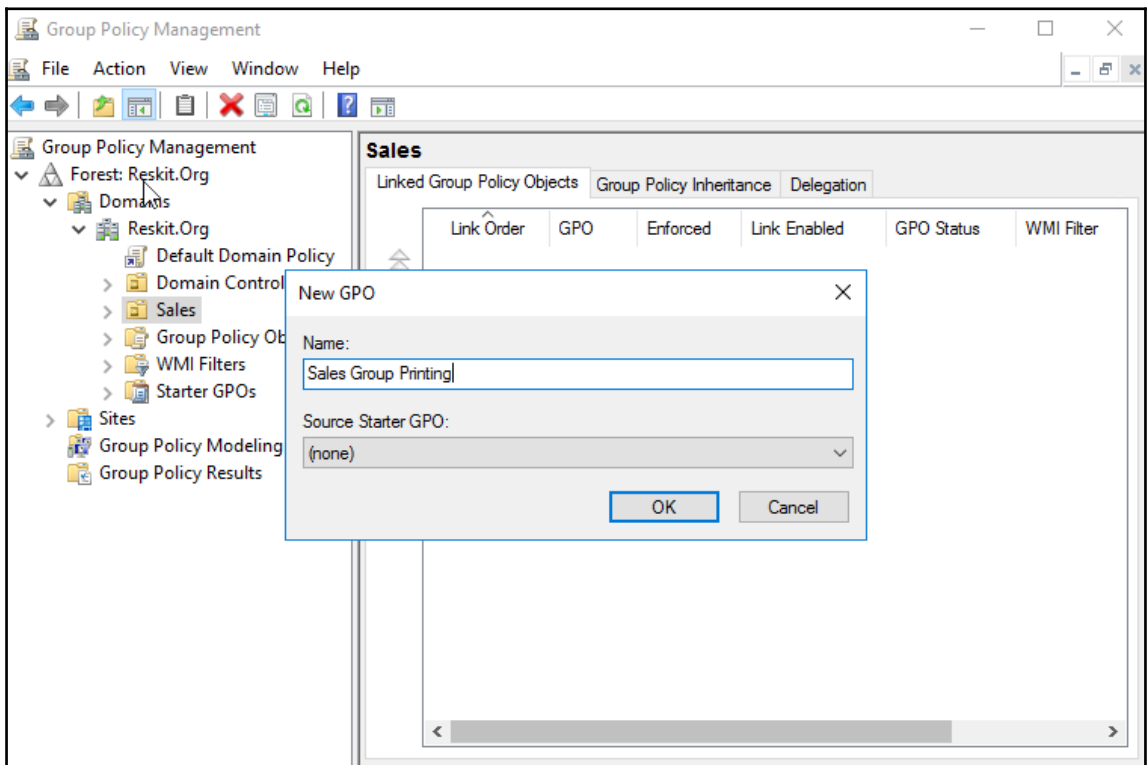 Group Policy Management
File Action View Window Help
Group Policy Management
Forest: Reskit.Org
Domains
Reskit.Org
Default Domain Policy
Domain Control
Sales
Group Policy Ob
WMI Filters
Starter GPOs
Sites
Group Policy Modeling
Group Policy Results
Sales
Linked Group Policy Objects Group Policy Inheritance Delegation
Link Order GPO Enforced Link Enabled GPO Status WMI Filter
New GPO
Name:
Sales Group Printing
Source Starter GPO:
(none)
OK Cancel